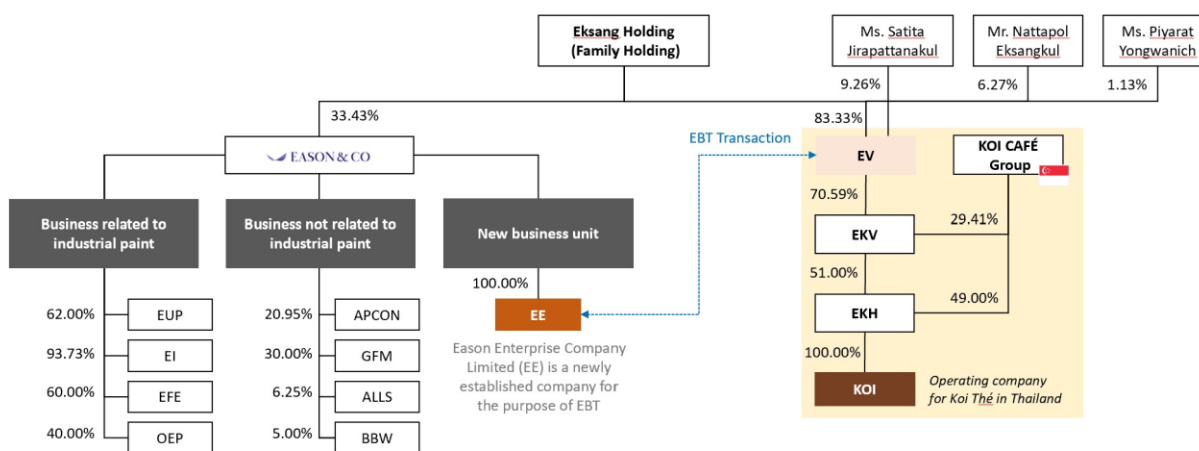 Eksang Holding
(Family Holding)
Ms. Satita
Jirapattanakul
Mr. Nattapol
Eksangkul
Ms. Piyarat
Yongwanich
9.26%
6.27%
1.13%
33.43%
83.33%
EASON & CO
EBT Transaction
EV
KOI CAFÉ
Group
70.59%
Business related to
industrial paint
Business not related to
industrial paint
New business unit
EKV
29.41%
100.00%
51.00%
62.00%
EUP
20.95%
APCON
EE
EKH
49.00%
93.73%
EI
30.00%
GFM
Eason Enterprise Company
Limited (EE) is a newly
established company for
the purpose of EBT
100.00%
60.00%
EFE
6.25%
ALLS
KOI
Operating company
for Koi Thé in Thailand
40.00%
OEP
5.00%
BBW